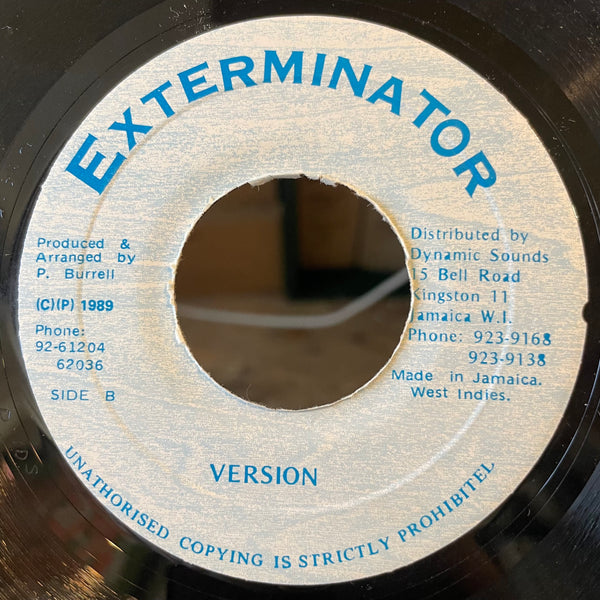 EXTERMINATOR
Produced &
Arranged by
P. Burrell
(C)(P) 1989
Phone:
92-61204
62036
SIDE B
Distributed by
Dynamic Sounds
15 Bell Road
Kingston 11
Jamaica W.I.
Phone: 923-9168
923-9138
Made in Jamaica.
West Indies.
VERSION
UNATHORISED COPYING IS STRICTLY PROHIBITEL